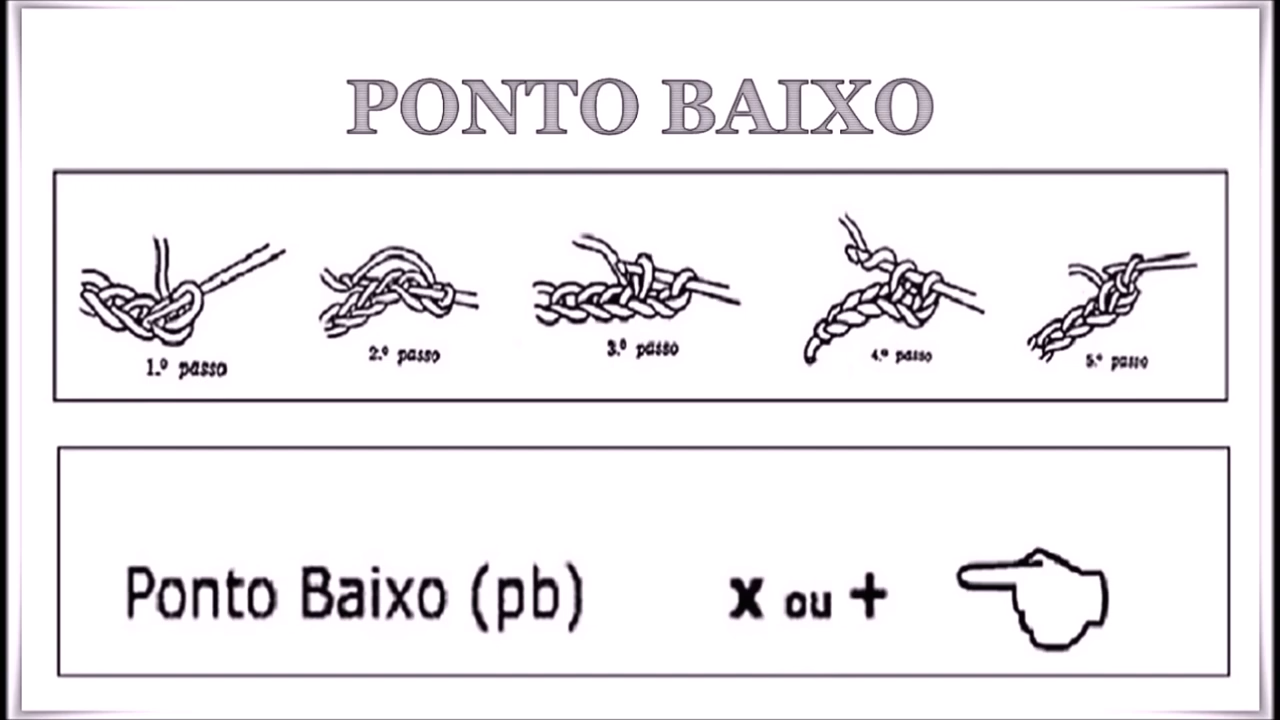 PONTO BAIXO
1.º passo
2.º passo
3.º passo
4.º passo
5.º passo
Ponto Baixo (pb) x ou +